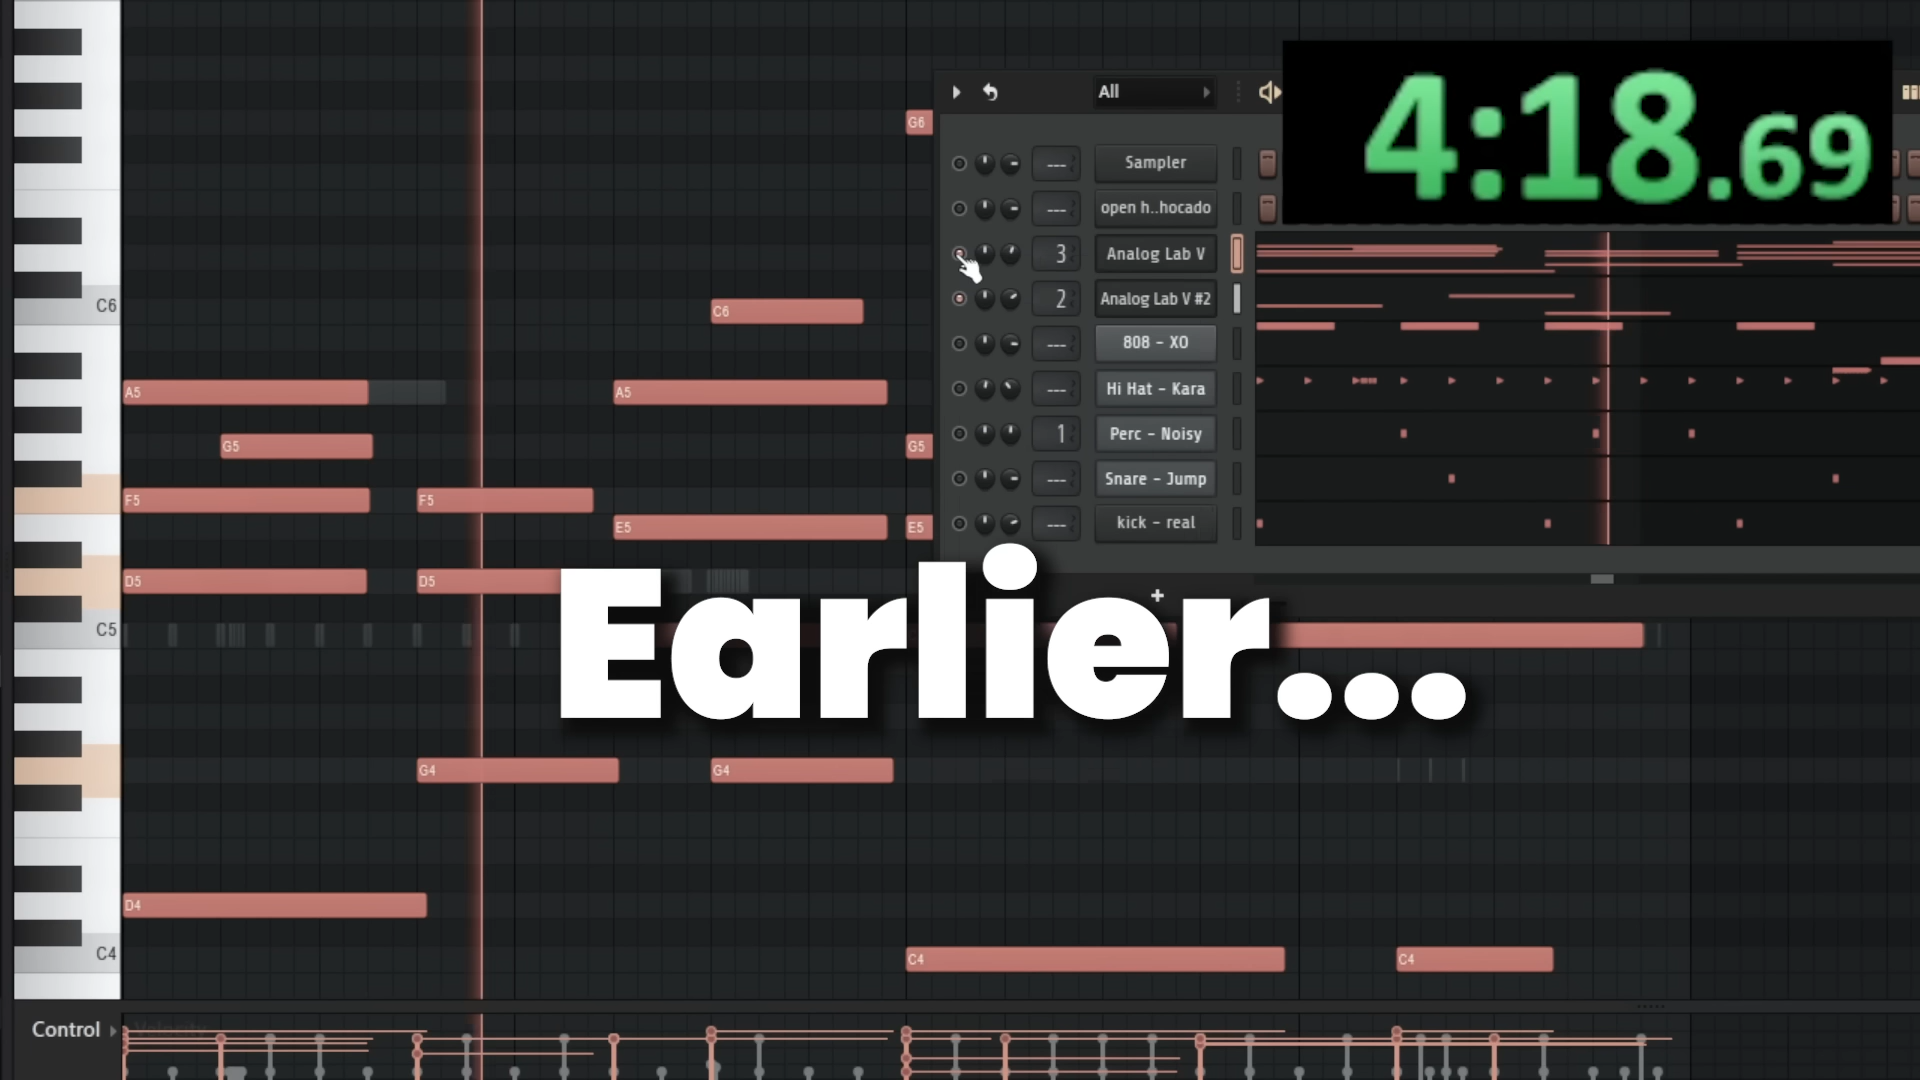 4:18.69
All
Sampler
open h..hocado
3 Analog Lab V
2 Analog Lab V #2
808 - XO
Hi Hat - Kara
1 Perc - Noisy
Snare - Jump
kick - real
G6
C6
C6
A5
A5
G5
G5
F5
F5
E5
E5
D5
D5
C5
Earlier...
G4
G4
D4
C4
C4
C4
Control
Velocity